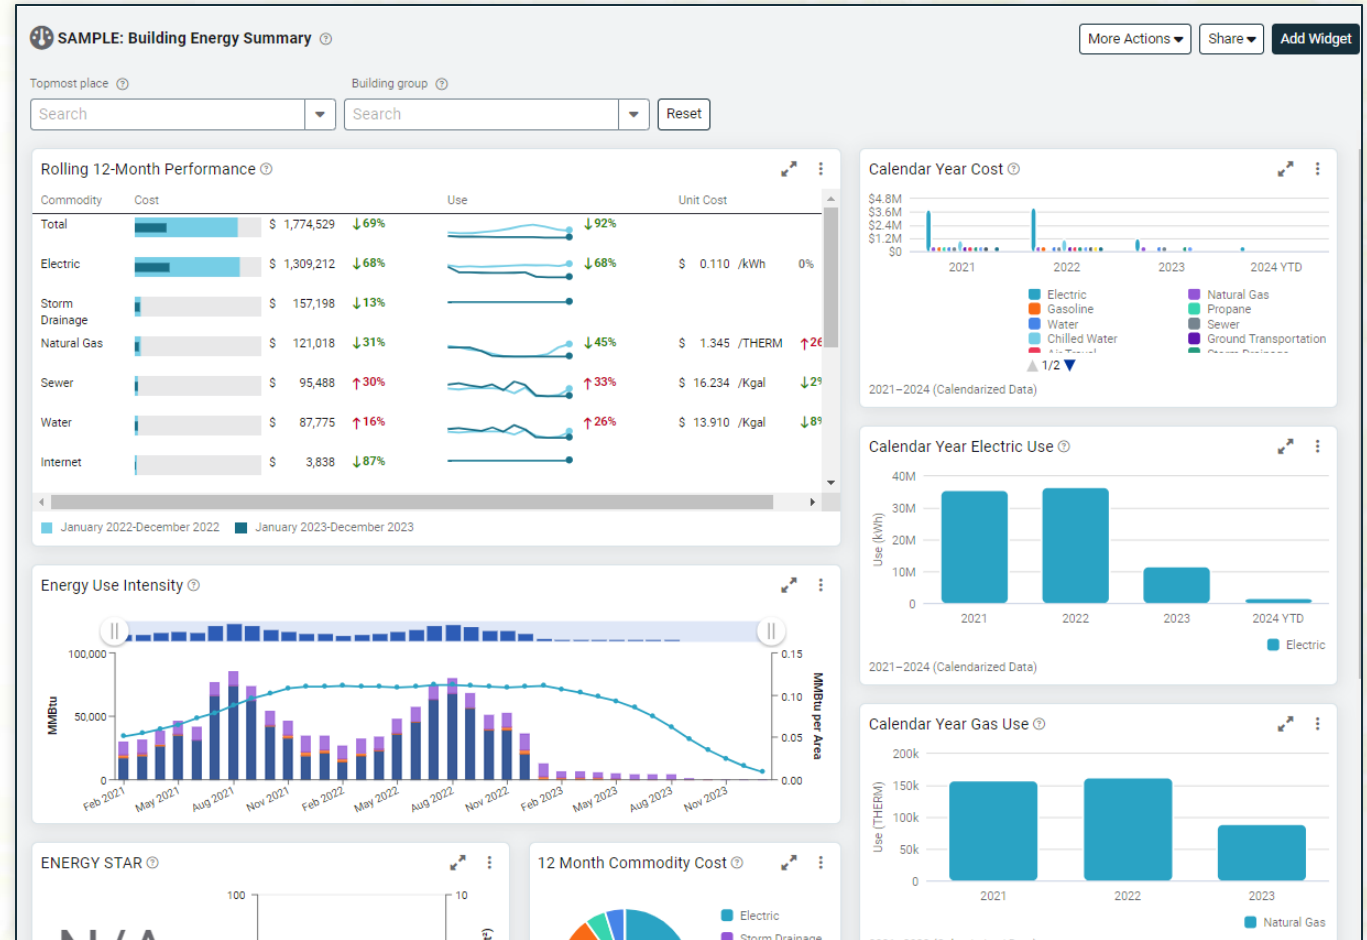 SAMPLE: Building Energy Summary
More Actions
Share
Add Widget
Topmost place
Building group
Search
Search
Reset
Rolling 12-Month Performance
Commodity Cost Use Unit Cost
Total $ 1,774,529 ↓69% ↓92%
Electric $ 1,309,212 ↓68% ↓68% $ 0.110 /kWh 0%
Storm
Drainage $ 157,198 ↓13%
Natural Gas $ 121,018 ↓31% ↓45% $ 1.345 /THERM ↑26
Sewer $ 95,488 ↑30% ↑33% $ 16.234 /Kgal ↓2%
Water $ 87,775 ↑16% ↑26% $ 13.910 /Kgal ↓8%
Internet $ 3,838 ↓87%
January 2022-December 2022 January 2023-December 2023
Calendar Year Cost
$4.8M
$3.6M
$2.4M
$1.2M
$0
2021 2022 2023 2024 YTD
Electric Natural Gas
Gasoline Propane
Water Sewer
Chilled Water Ground Transportation
Air Travel Storm Drainage
1/2
2021–2024 (Calendarized Data)
Calendar Year Electric Use
Use (kWh)
40M
30M
20M
10M
0
2021 2022 2023 2024 YTD
Electric
2021–2024 (Calendarized Data)
Energy Use Intensity
MMBtu
100,000
50,000
0
0.15
0.10
0.05
0.00
MMBtu per Area
Feb 2021 May 2021 Aug 2021 Nov 2021 Feb 2022 May 2022 Aug 2022 Nov 2022 Feb 2023 May 2023 Aug 2023 Nov 2023
Calendar Year Gas Use
Use (THERM)
200k
150k
100k
50k
0
2021 2022 2023
Natural Gas
ENERGY STAR
N/A
100
10
12 Month Commodity Cost
Electric
Storm Drainage